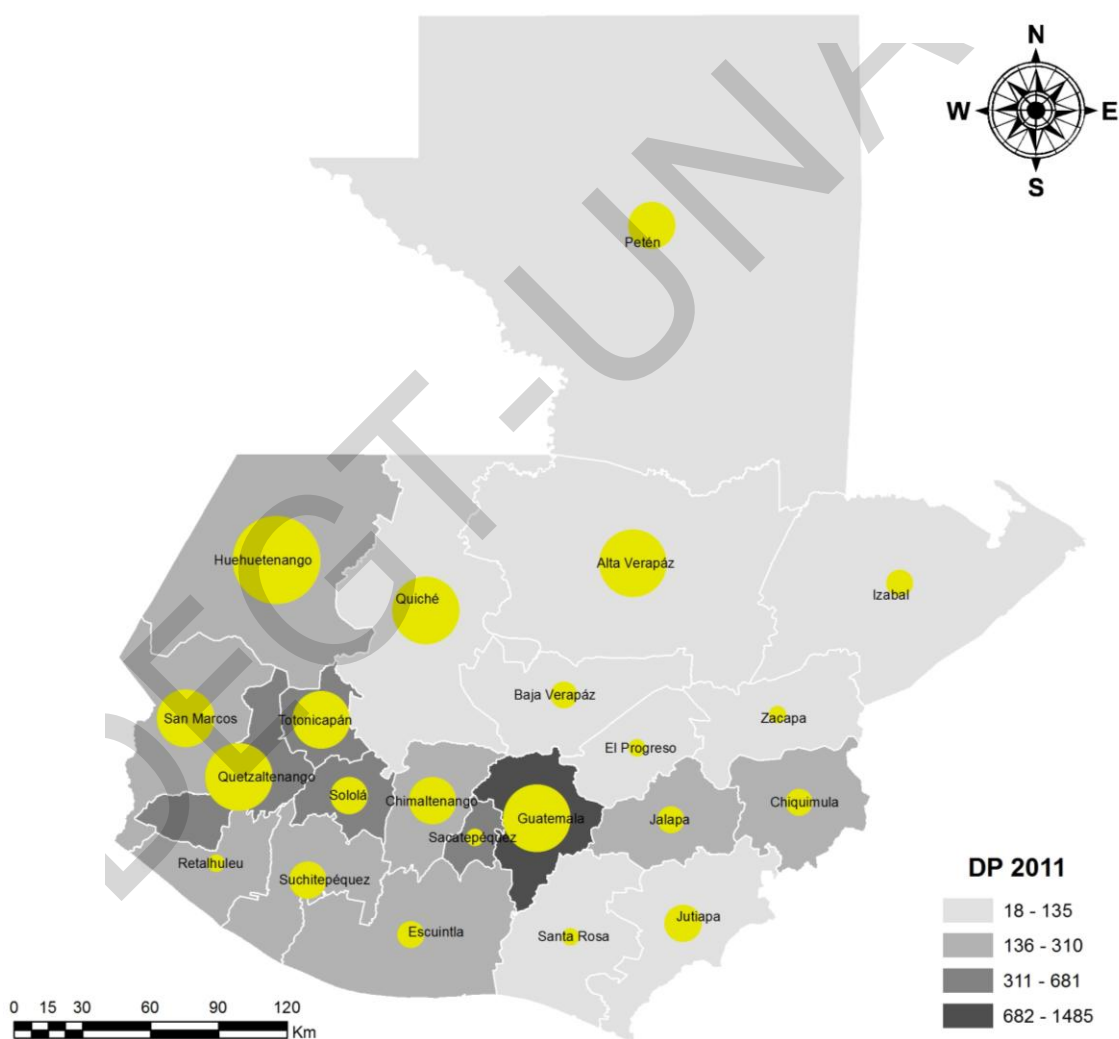 N
W E
S
Petén
Huehuetenango
Alta Verapáz
Quiché
Izabal
Baja Verapáz
San Marcos
Totonicapán
Zacapa
El Progreso
Quetzaltenango
Sololá
Chimaltenango
Guatemala
Chiquimula
Jalapa
Sacatepéquez
Retalhuleu
Suchitepéquez
Jutiapa
Escuintla
Santa Rosa
DP 2011
18 - 135
136 - 310
311 - 681
682 - 1485
0 15 30 60 90 120
Km
DEGT - UNA